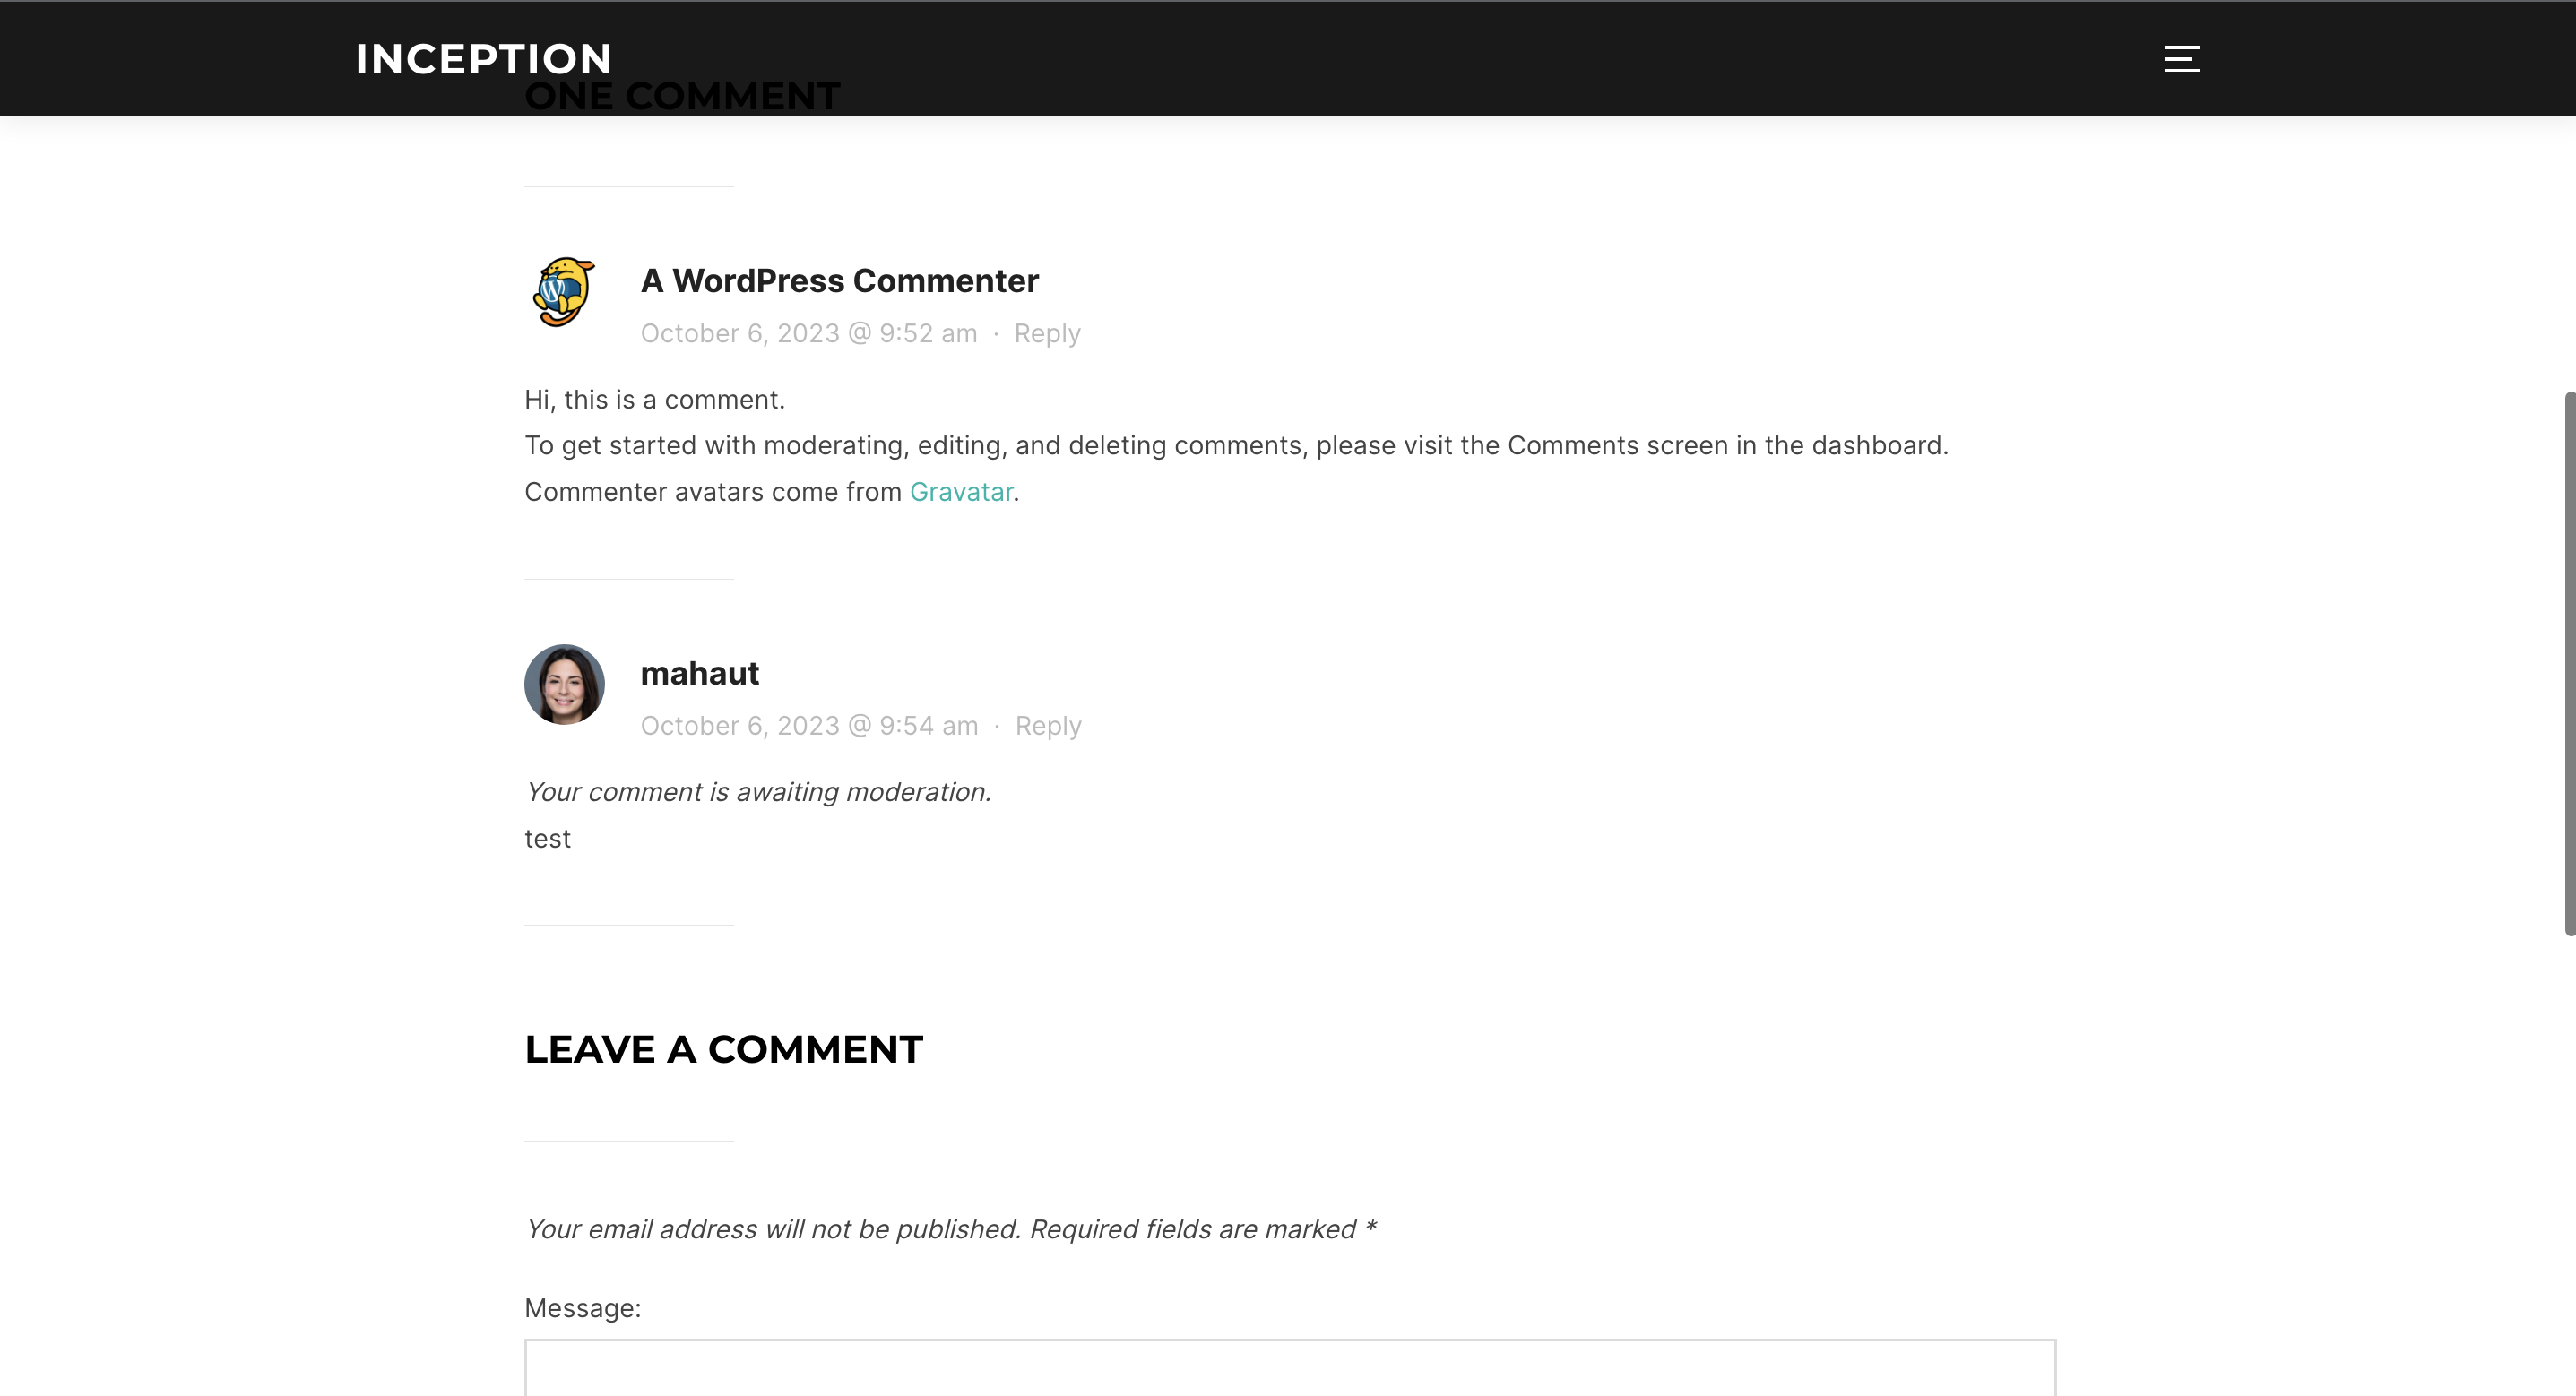 INCEPTION
ONE COMMENT
A WordPress Commenter
October 6, 2023 @ 9:52 am · Reply
Hi, this is a comment.
To get started with moderating, editing, and deleting comments, please visit the Comments screen in the dashboard.
Commenter avatars come from Gravatar.
mahaut
October 6, 2023 @ 9:54 am · Reply
Your comment is awaiting moderation.
test
LEAVE A COMMENT
Your email address will not be published. Required fields are marked *
Message: